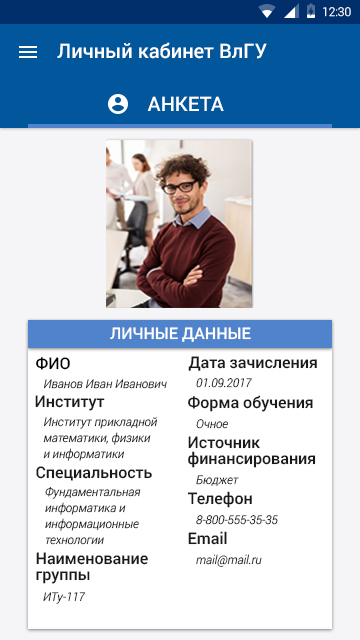 12:30
Личный кабинет ВлГУ
АНКЕТА
ЛИЧНЫЕ ДАННЫЕ
ФИО
Иванов Иван Иванович
Институт
Институт прикладной
математики, физики
и информатики
Специальность
Фундаментальная
информатика и
информационные
технологии
Наименование
группы
ИТу-117
Дата зачисления
01.09.2017
Форма обучения
Очное
Источник
финансирования
Бюджет
Телефон
8-800-555-35-35
Email
mail@mail.ru